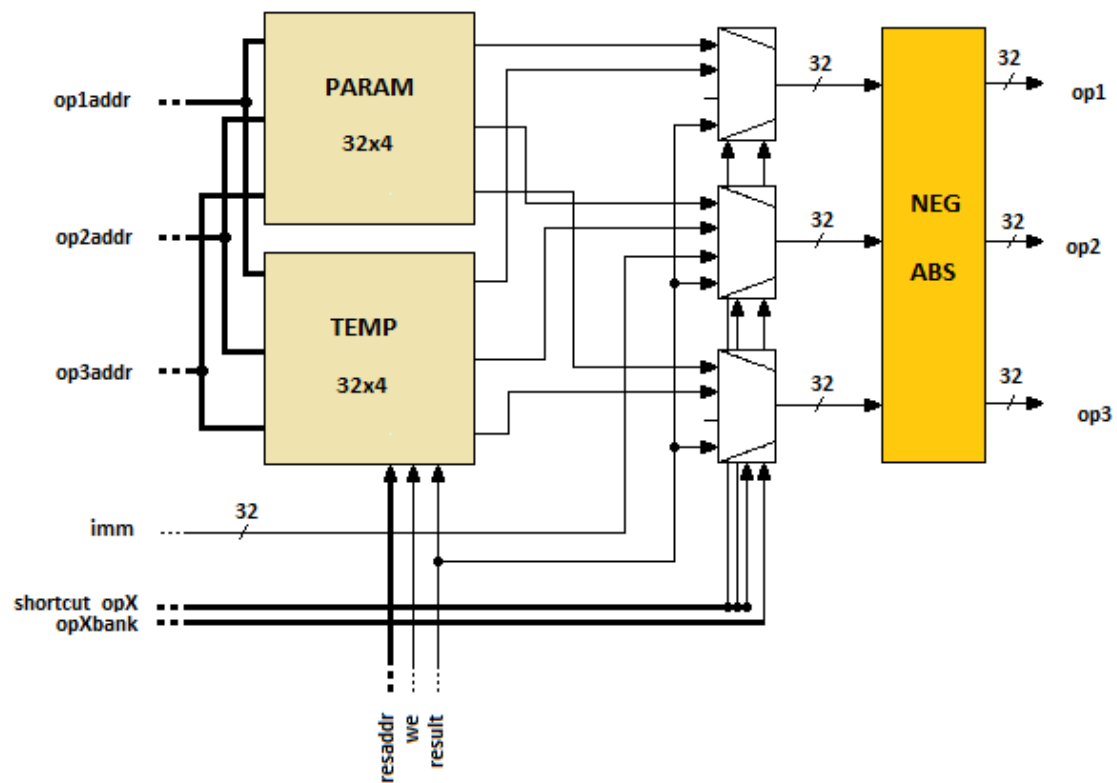 PARAM
32x4
op1addr
op2addr
op3addr
TEMP
32x4
32
32
op1
32
32
op2
32
32
op3
NEG
ABS
imm
32
shortcut opX
opXbank
resaddr
we
result